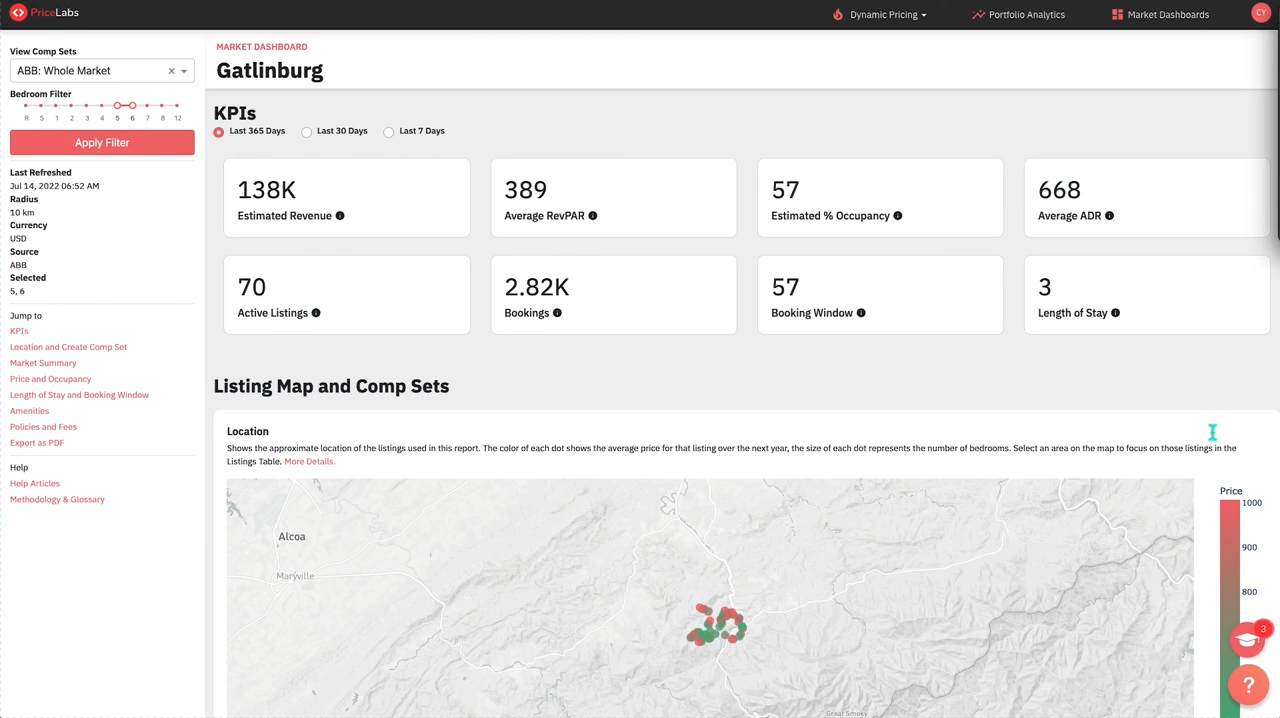 PriceLabs
Dynamic Pricing
Portfolio Analytics
Market Dashboards
CY
View Comp Sets
ABB: Whole Market
Bedroom Filter
R S 1 2 3 4 5 6 7 8 12
Apply Filter
Last Refreshed
Jul 14, 2022 06:52 AM
Radius
10 km
Currency
USD
Source
ABB
Selected
5, 6
Jump to
KPIs
Location and Create Comp Set
Market Summary
Price and Occupancy
Length of Stay and Booking Window
Amenities
Policies and Fees
Export as PDF
Help
Help Articles
Methodology & Glossary
MARKET DASHBOARD
Gatlinburg
KPIs
Last 365 Days
Last 30 Days
Last 7 Days
138K
Estimated Revenue
389
Average RevPAR
57
Estimated % Occupancy
668
Average ADR
70
Active Listings
2.82K
Bookings
57
Booking Window
3
Length of Stay
Listing Map and Comp Sets
Location
Shows the approximate location of the listings used in this report. The color of each dot shows the average price for that listing over the next year, the size of each dot represents the number of bedrooms. Select an area on the map to focus on those listings in the
Listings Table. More Details.
Alcoa
Maryville
Great Smoky
Price
1000
900
800
3
?